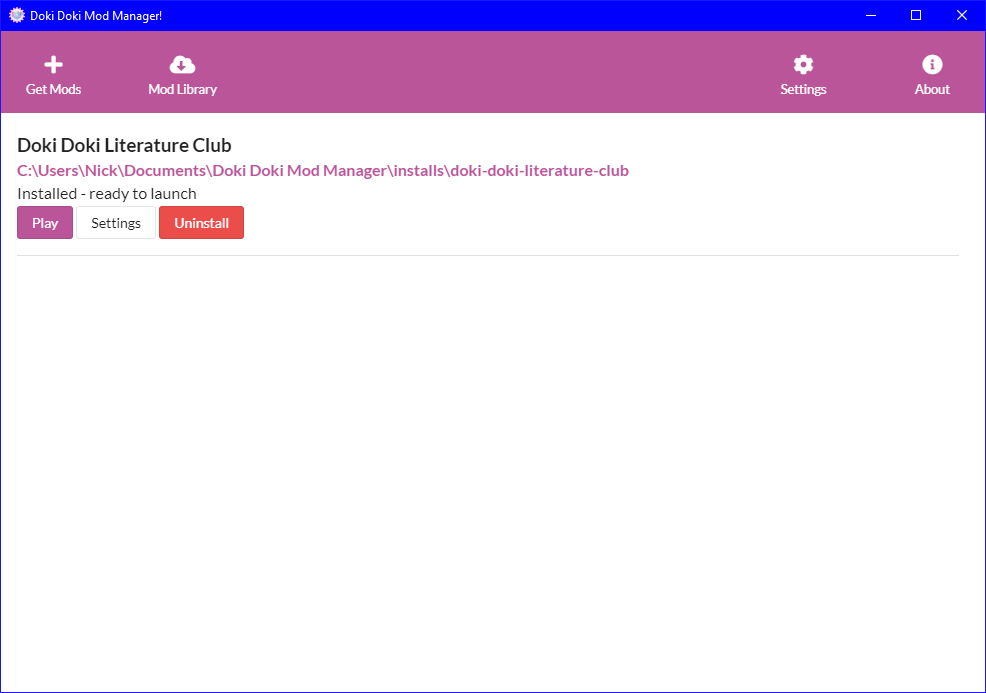 Doki Doki Mod Manager!
Get Mods
Mod Library
Settings
About
Doki Doki Literature Club
C:\Users\Nick\Documents\Doki Doki Mod Manager\installs\doki-doki-literature-club
Installed - ready to launch
Play Settings Uninstall